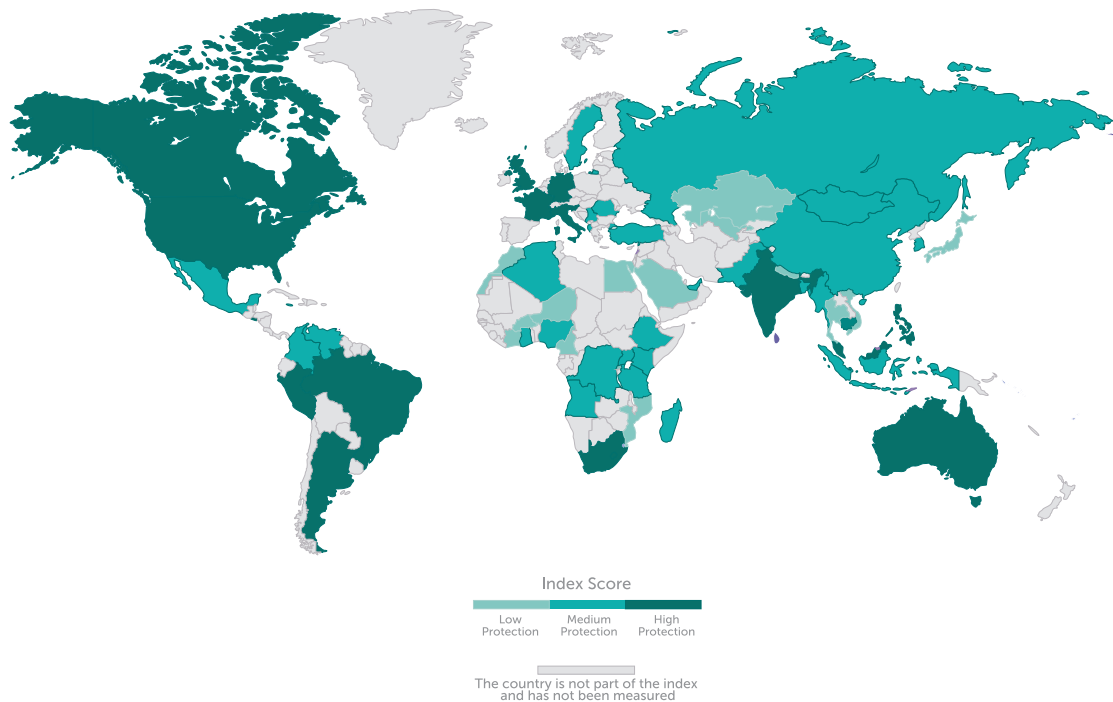 Index Score
Low
Protection
Medium
Protection
High
Protection
The country is not part of the index
and has not been measured